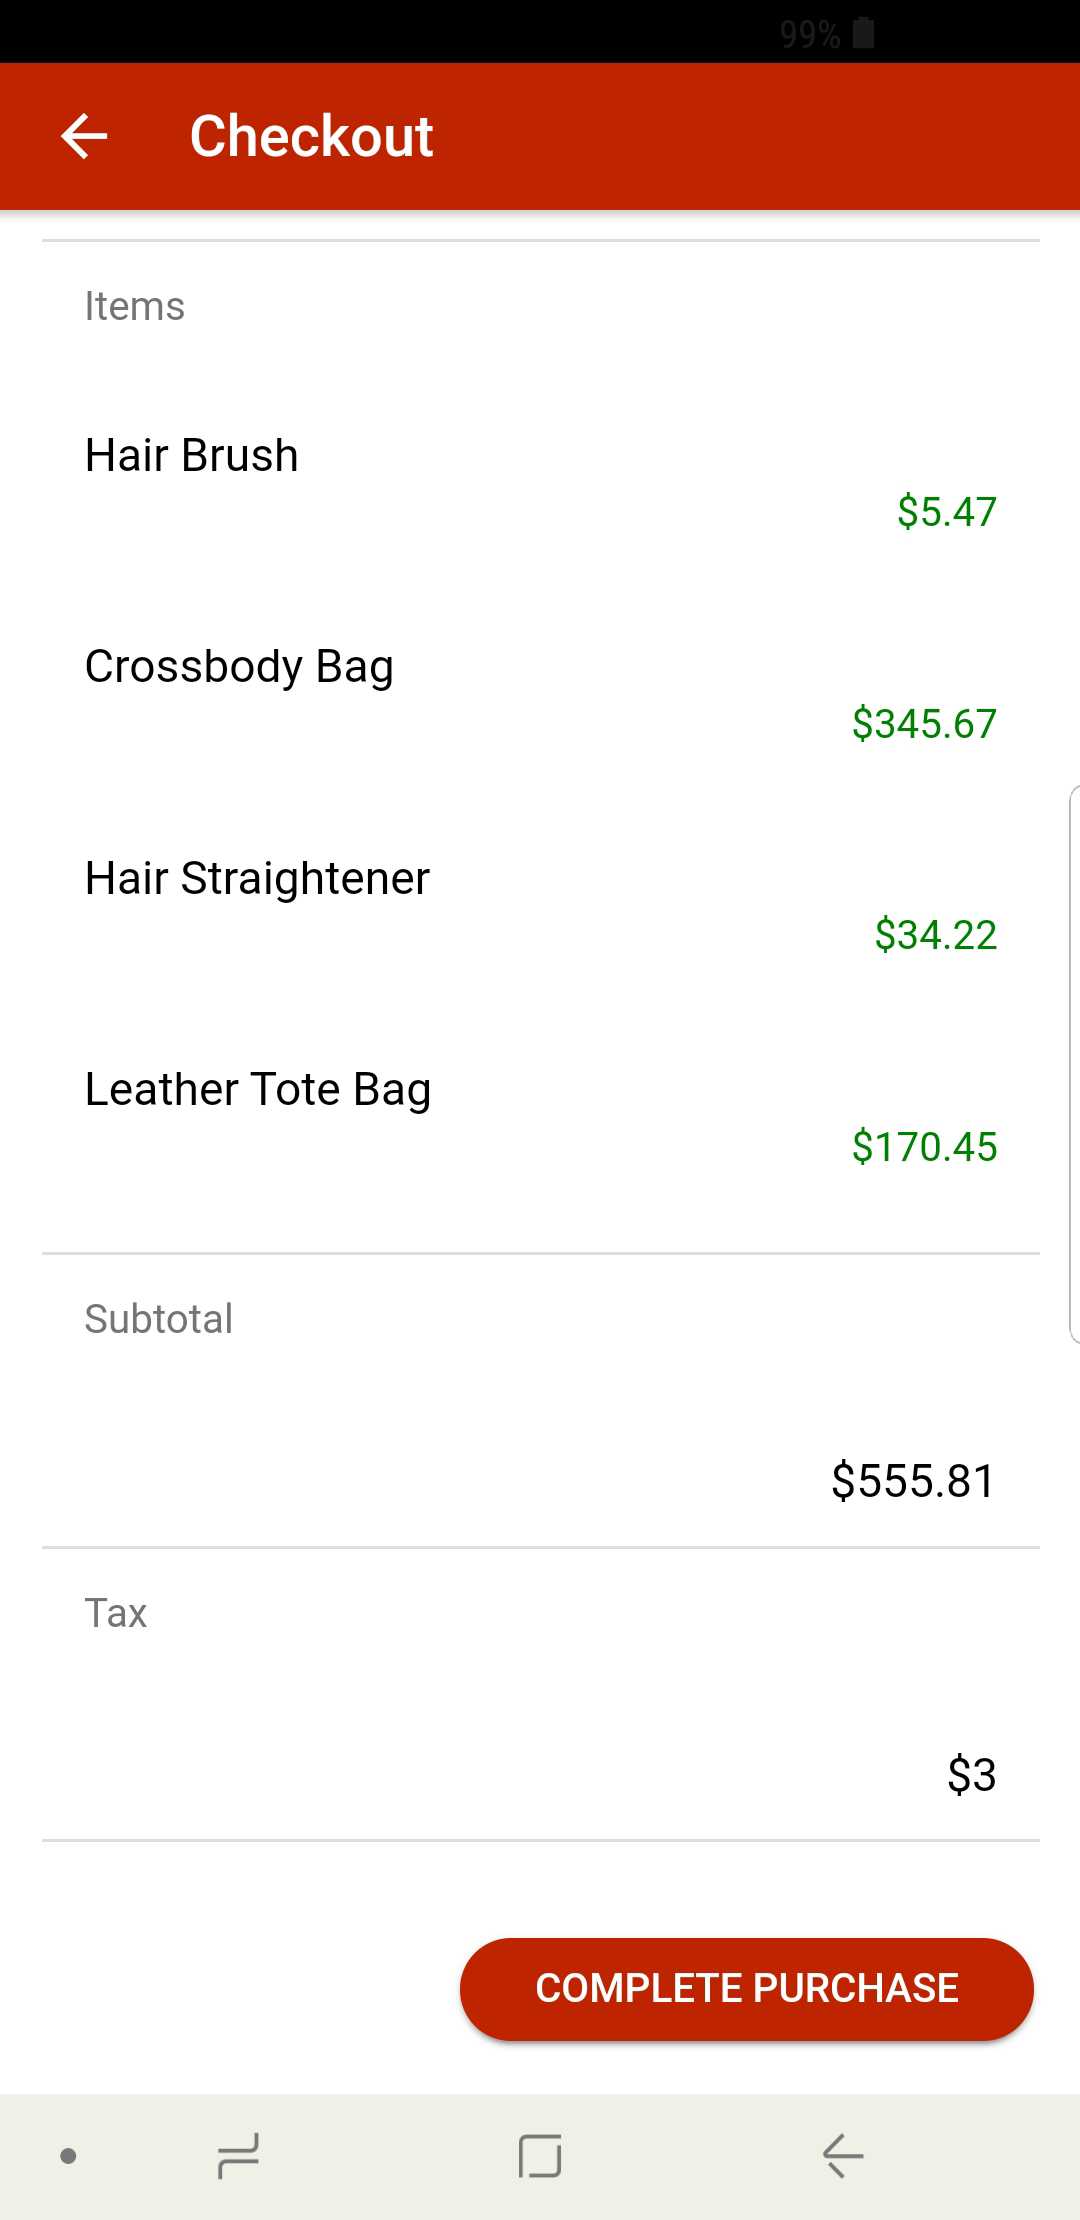 99%
Checkout
Items
Hair Brush
$5.47
Crossbody Bag
$345.67
Hair Straightener
$34.22
Leather Tote Bag
$170.45
Subtotal
$555.81
Tax
$3
COMPLETE PURCHASE